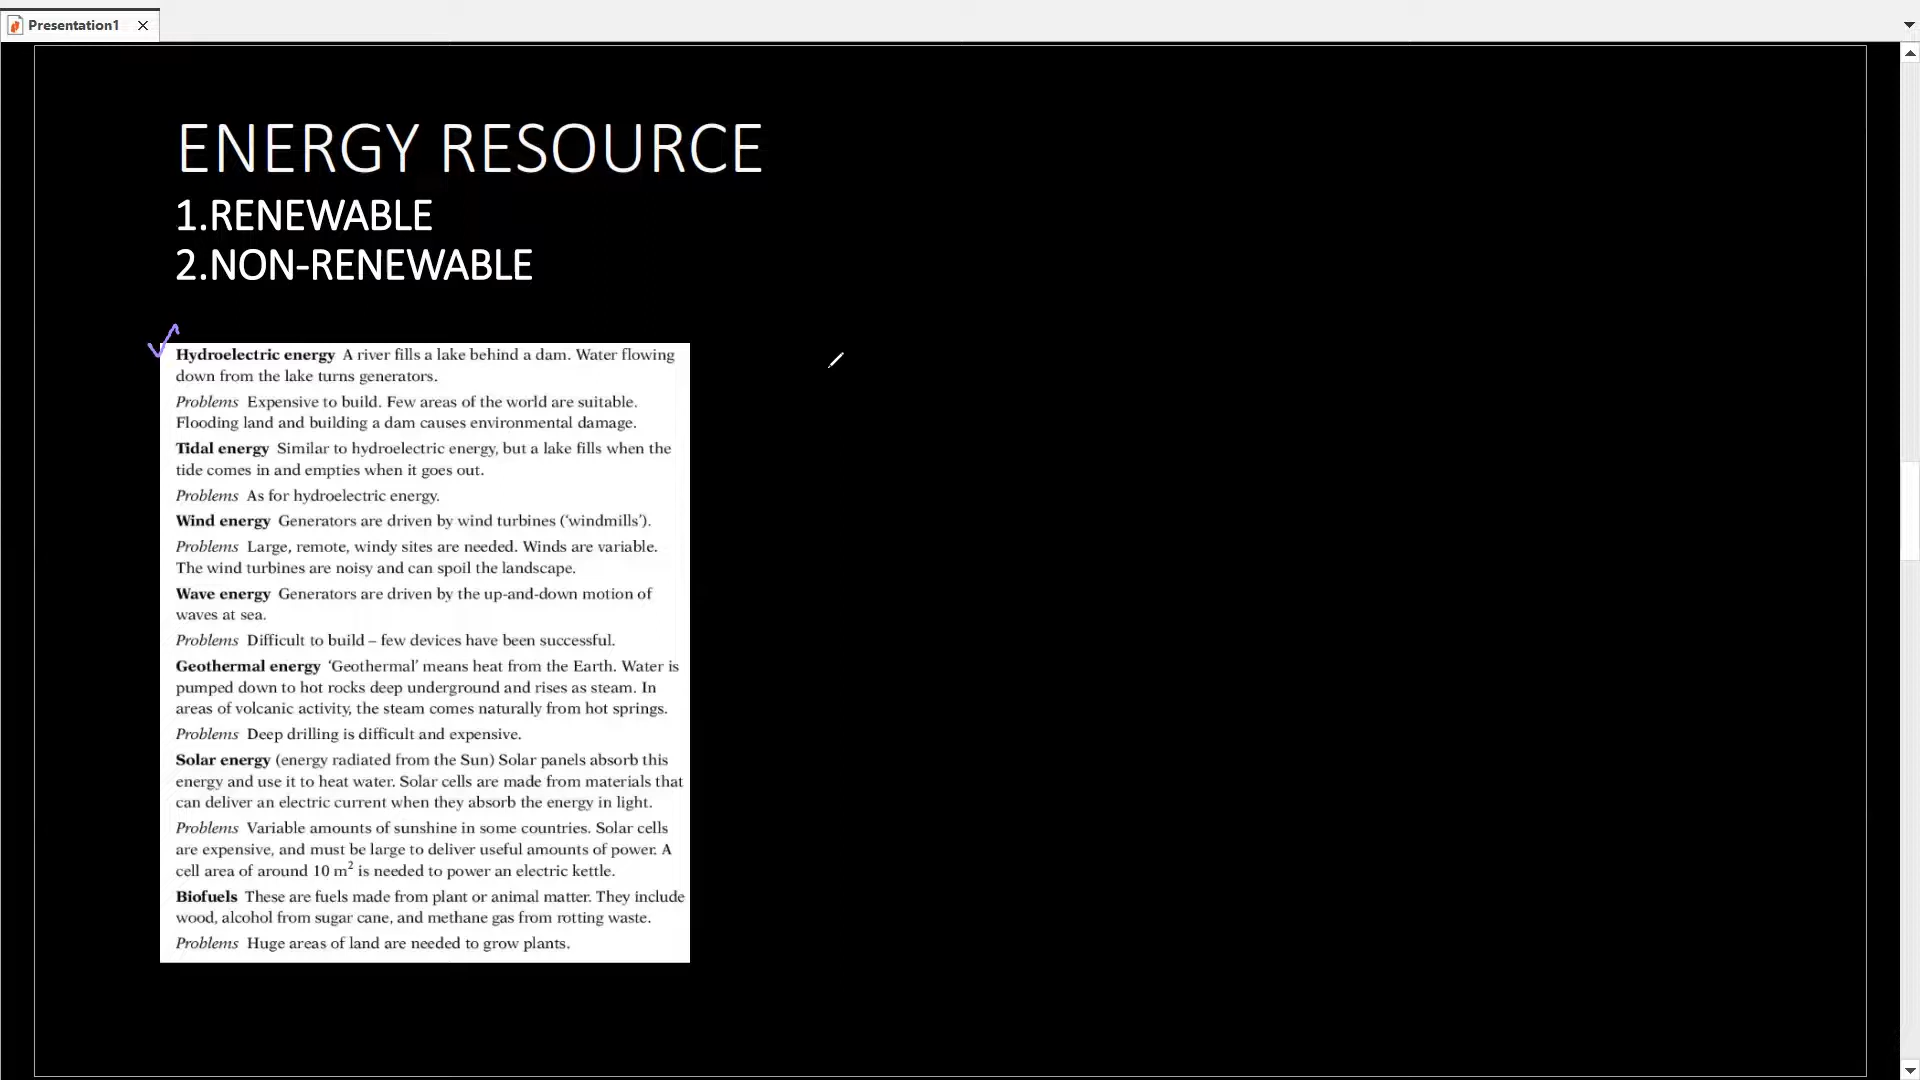 Presentation1
ENERGY RESOURCE
1.RENEWABLE
2.NON-RENEWABLE
Hydroelectric energy A river fills a lake behind a dam. Water flowing
down from the lake turns generators.
Problems Expensive to build. Few areas of the world are suitable.
Flooding land and building a dam causes environmental damage.
Tidal energy Similar to hydroelectric energy, but a lake fills when the
tide comes in and empties when it goes out.
Problems As for hydroelectric energy.
Wind energy Generators are driven by wind turbines (‘windmills’).
Problems Large, remote, windy sites are needed. Winds are variable.
The wind turbines are noisy and can spoil the landscape.
Wave energy Generators are driven by the up-and-down motion of
waves at sea.
Problems Difficult to build – few devices have been successful.
Geothermal energy ‘Geothermal’ means heat from the Earth. Water is
pumped down to hot rocks deep underground and rises as steam. In
areas of volcanic activity, the steam comes naturally from hot springs.
Problems Deep drilling is difficult and expensive.
Solar energy (energy radiated from the Sun) Solar panels absorb this
energy and use it to heat water. Solar cells are made from materials that
can deliver an electric current when they absorb the energy in light.
Problems Variable amounts of sunshine in some countries. Solar cells
are expensive, and must be large to deliver useful amounts of power. A
cell area of around 10 m² is needed to power an electric kettle.
Biofuels These are fuels made from plant or animal matter. They include
wood, alcohol from sugar cane, and methane gas from rotting waste.
Problems Huge areas of land are needed to grow plants.